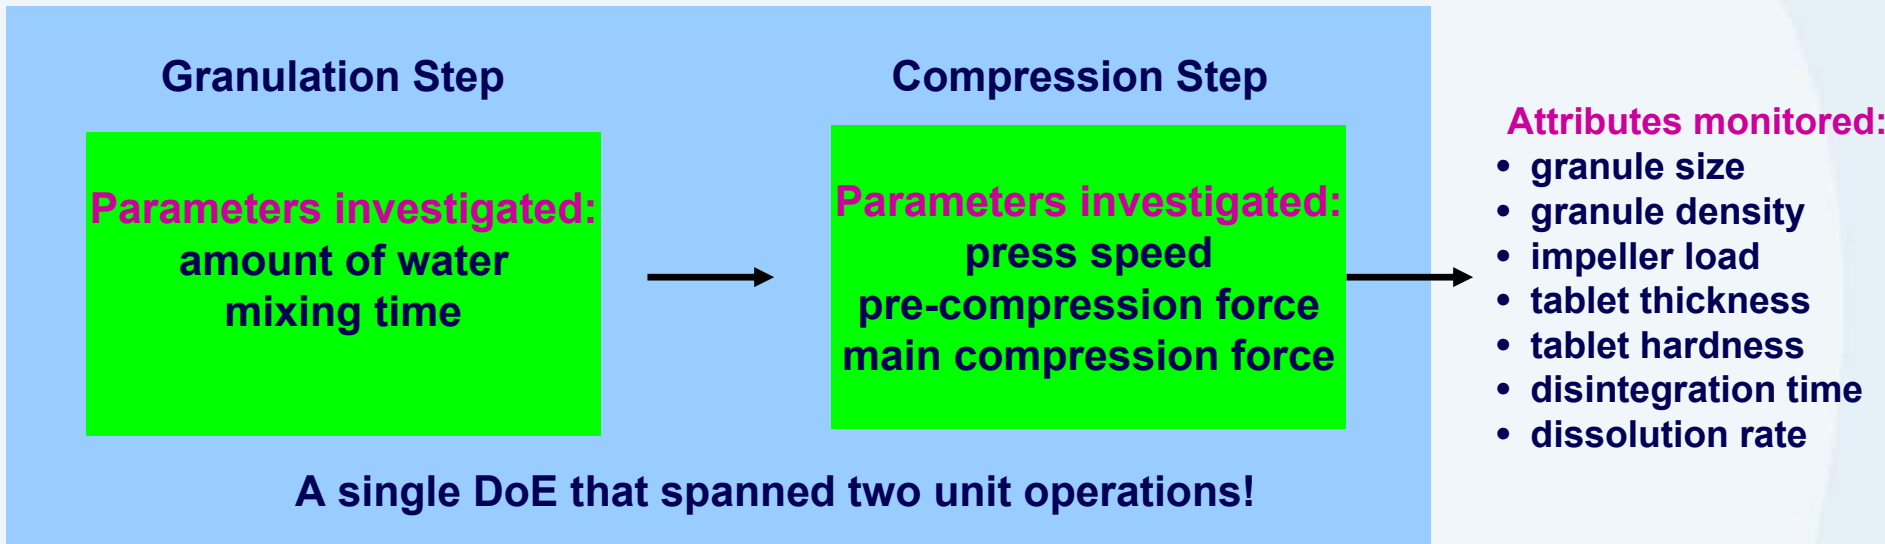 Granulation Step
Parameters investigated:
amount of water
mixing time
Compression Step
Parameters investigated:
press speed
pre-compression force
main compression force
A single DoE that spanned two unit operations!
Attributes monitored:
• granule size
• granule density
• impeller load
• tablet thickness
• tablet hardness
• disintegration time
• dissolution rate